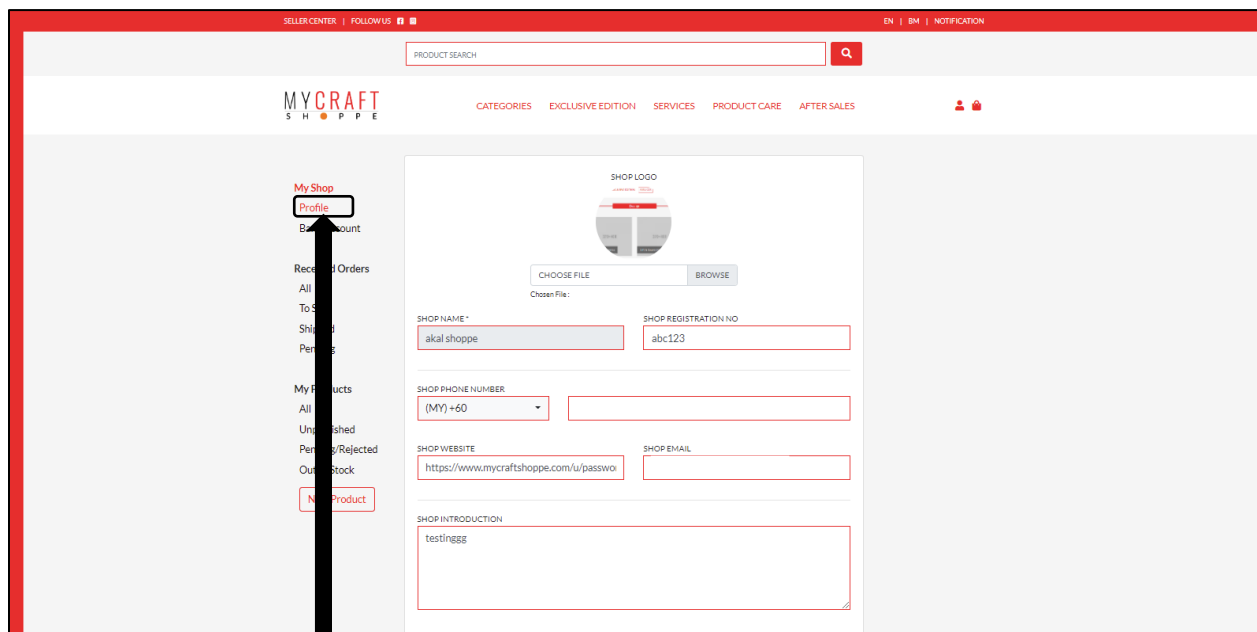 SELLER CENTER | FOLLOW US
EN | BM | NOTIFICATION
PRODUCT SEARCH
MYCRAFT
SHOPPE
CATEGORIES EXCLUSIVE EDITION SERVICES PRODUCT CARE AFTER SALES
My Shop
Profile
Orders
All
My
All
New Product
SHOP LOGO
CHOOSE FILE BROWSE
Chosen File :
SHOP NAME * SHOP REGISTRATION NO
akal shoppe abc123
SHOP PHONE NUMBER
(MY) +60
SHOP WEBSITE SHOP EMAIL
https://www.mycraftshoppe.com/u/passwo
SHOP INTRODUCTION
testinggg